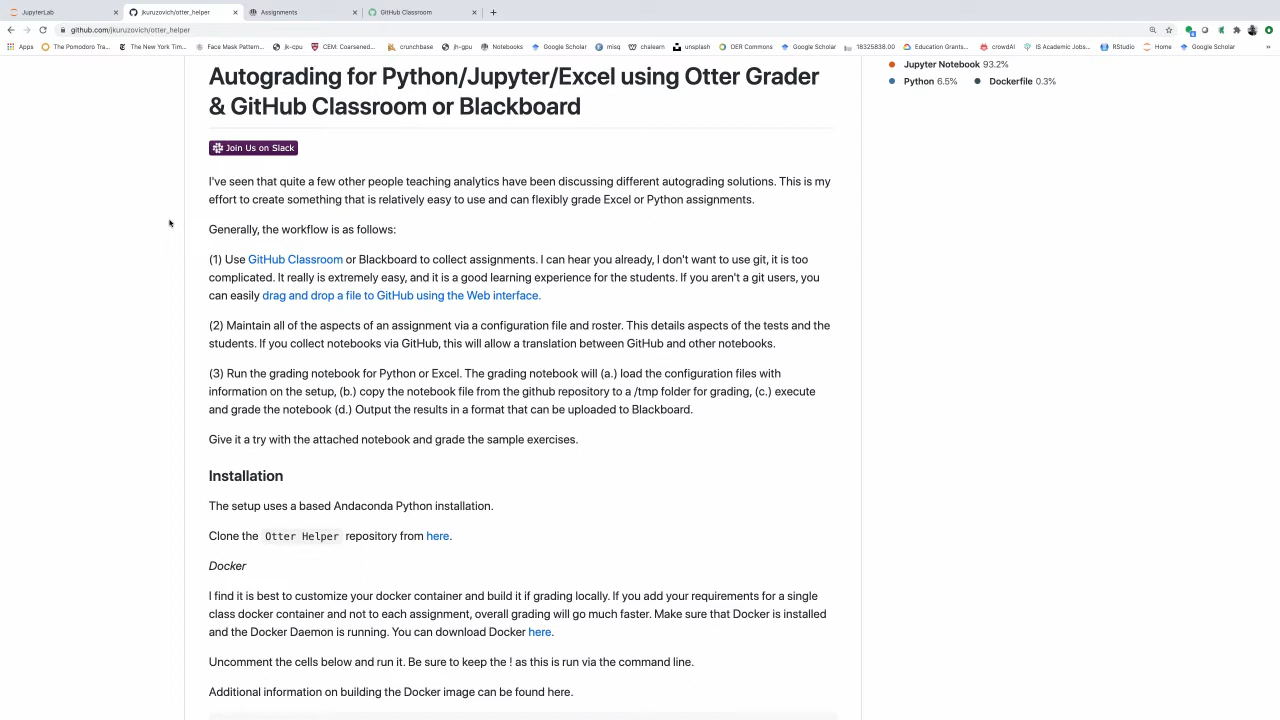 JupyterLab
jkuruzovich/otter_helper
Assignments
GitHub Classroom
github.com/jkuruzovich/otter_helper
Apps
The Pomodoro Tra...
The New York Tim...
Face Mask Pattern...
jk-cpu
CEM: Coarsened...
crunchbase
jh-gpu
Notebooks
Google Scholar
misq
chalearn
unsplash
OER Commons
Google Scholar
18325838.00
Education Grants...
crowdAI
IS Academic Jobs...
RStudio
Home
Google Scholar
»
Autograding for Python/Jupyter/Excel using Otter Grader
& GitHub Classroom or Blackboard
Jupyter Notebook 93.2%
Python 6.5% Dockerfile 0.3%
Join Us on Slack
I've seen that quite a few other people teaching analytics have been discussing different autograding solutions. This is my
effort to create something that is relatively easy to use and can flexibly grade Excel or Python assignments.
Generally, the workflow is as follows:
(1) Use GitHub Classroom or Blackboard to collect assignments. I can hear you already, I don't want to use git, it is too
complicated. It really is extremely easy, and it is a good learning experience for the students. If you aren't a git users, you
can easily drag and drop a file to GitHub using the Web interface.
(2) Maintain all of the aspects of an assignment via a configuration file and roster. This details aspects of the tests and the
students. If you collect notebooks via GitHub, this will allow a translation between GitHub and other notebooks.
(3) Run the grading notebook for Python or Excel. The grading notebook will (a.) load the configuration files with
information on the setup, (b.) copy the notebook file from the github repository to a /tmp folder for grading, (c.) execute
and grade the notebook (d.) Output the results in a format that can be uploaded to Blackboard.
Give it a try with the attached notebook and grade the sample exercises.
Installation
The setup uses a based Andaconda Python installation.
Clone the Otter Helper repository from here.
Docker
I find it is best to customize your docker container and build it if grading locally. If you add your requirements for a single
class docker container and not to each assignment, overall grading will go much faster. Make sure that Docker is installed
and the Docker Daemon is running. You can download Docker here.
Uncomment the cells below and run it. Be sure to keep the ! as this is run via the command line.
Additional information on building the Docker image can be found here.